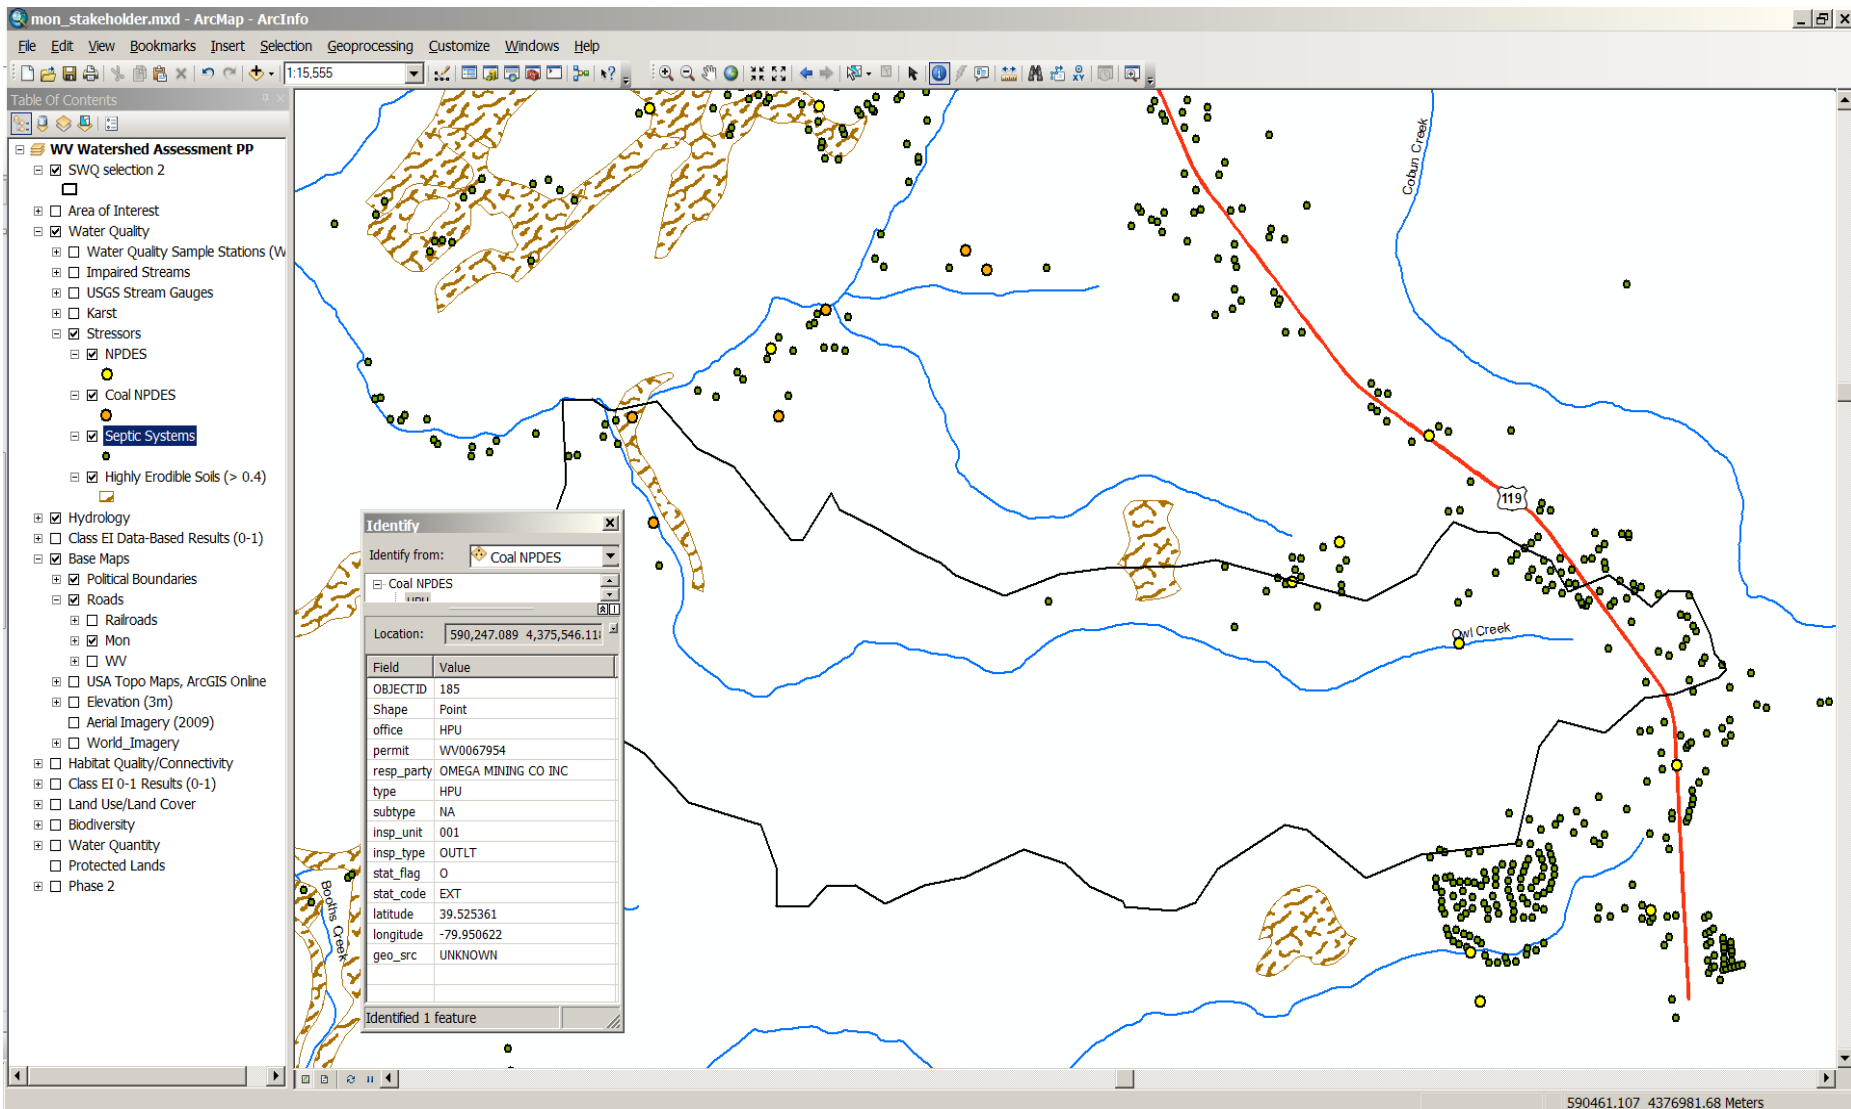 mon_stakeholder.mxd - ArcMap - ArcInfo
File Edit View Bookmarks Insert Selection Geoprocessing Customize Windows Help
1:15,555
Table Of Contents
WV Watershed Assessment PP
SWQ selection 2
Area of Interest
Water Quality
Water Quality Sample Stations (W
Impaired Streams
USGS Stream Gauges
Karst
Stressors
NPDES
Coal NPDES
Septic Systems
Highly Erodible Soils (> 0.4)
Hydrology
Class EI Data-Based Results (0-1)
Base Maps
Political Boundaries
Roads
Railroads
Mon
WV
USA Topo Maps, ArcGIS Online
Elevation (3m)
Aerial Imagery (2009)
World_Imagery
Habitat Quality/Connectivity
Class EI 0-1 Results (0-1)
Land Use/Land Cover
Biodiversity
Water Quantity
Protected Lands
Phase 2
Coburn Creek
119
Owl Creek
Booths Creek
Identify
Identify from: Coal NPDES
Coal NPDES
HPU
Location: 590,247.089 4,375,546.11
Field Value
OBJECTID 185
Shape Point
office HPU
permit WV0067954
resp_party OMEGA MINING CO INC
type HPU
subtype NA
insp_unit 001
insp_type OUTLT
stat_flag O
stat_code EXT
latitude 39.525361
longitude -79.950622
geo_src UNKNOWN
Identified 1 feature
590461.107 4376981.68 Meters